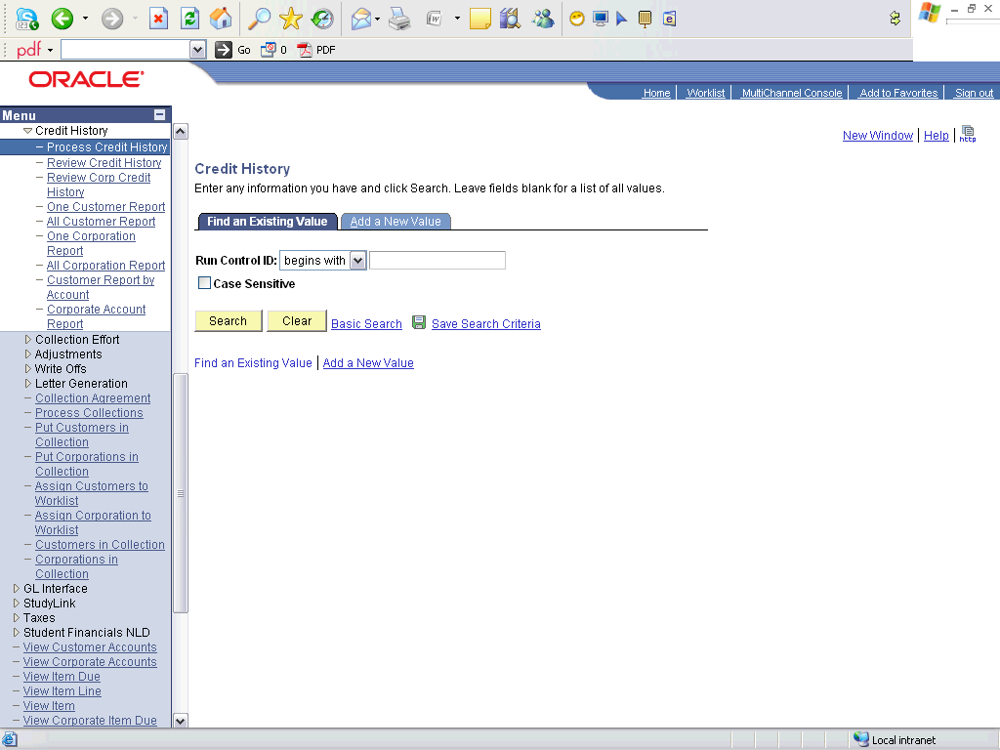 pdf
Go
0
PDF
ORACLE
Home
Worklist
MultiChannel Console
Add to Favorites
Sign out
New Window
Help
http
Menu
Credit History
Process Credit History
Review Credit History
Review Corp Credit
History
One Customer Report
All Customer Report
One Corporation
Report
All Corporation Report
Customer Report by
Account
Corporate Account
Report
Collection Effort
Adjustments
Write Offs
Letter Generation
Collection Agreement
Process Collections
Put Customers in
Collection
Put Corporations in
Collection
Assign Customers to
Worklist
Assign Corporation to
Worklist
Customers in Collection
Corporations in
Collection
GL Interface
StudyLink
Taxes
Student Financials NLD
View Customer Accounts
View Corporate Accounts
View Item Due
View Item Line
View Item
View Corporate Item Due
Credit History
Enter any information you have and click Search. Leave fields blank for a list of all values.
Find an Existing Value
Add a New Value
Run Control ID: begins with
Case Sensitive
Search
Clear
Basic Search
Save Search Criteria
Find an Existing Value
Add a New Value
Local intranet